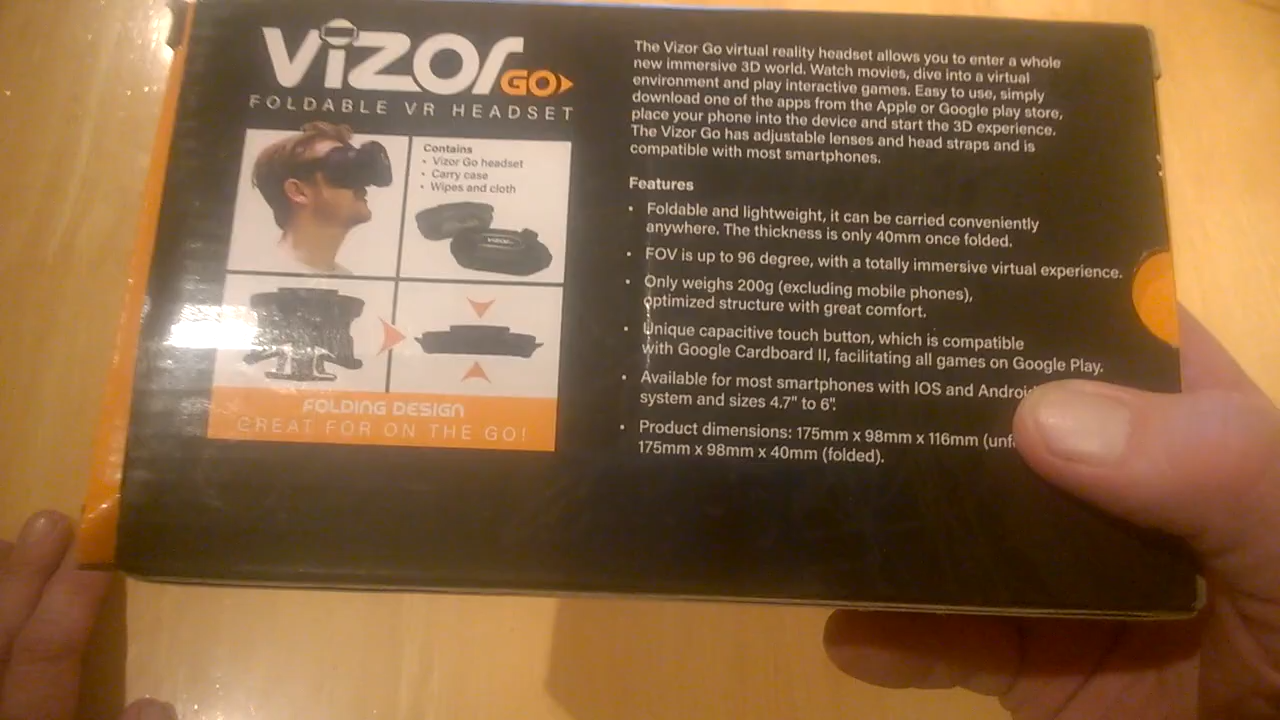 VIZOR GO
FOLDABLE VR HEADSET
Contains
• Vizor Go headset
• Carry case
• Wipes and cloth
VIZOR
FOLDING DESIGN
GREAT FOR ON THE GO!
The Vizor Go virtual reality headset allows you to enter a whole
new immersive 3D world. Watch movies, dive into a virtual
environment and play interactive games. Easy to use, simply
download one of the apps from the Apple or Google play store,
place your phone into the device and start the 3D experience.
The Vizor Go has adjustable lenses and head straps and is
compatible with most smartphones.
Features
• Foldable and lightweight, it can be carried conveniently
anywhere. The thickness is only 40mm once folded.
• FOV is up to 96 degree, with a totally immersive virtual experience.
• Only weighs 200g (excluding mobile phones),
optimized structure with great comfort.
• Unique capacitive touch button, which is compatible
with Google Cardboard II, facilitating all games on Google Play.
• Available for most smartphones with IOS and
system and sizes 4.7" to 6".
• Product dimensions: 175mm x 98mm x 116mm
175mm x 98mm x 40mm (folded).